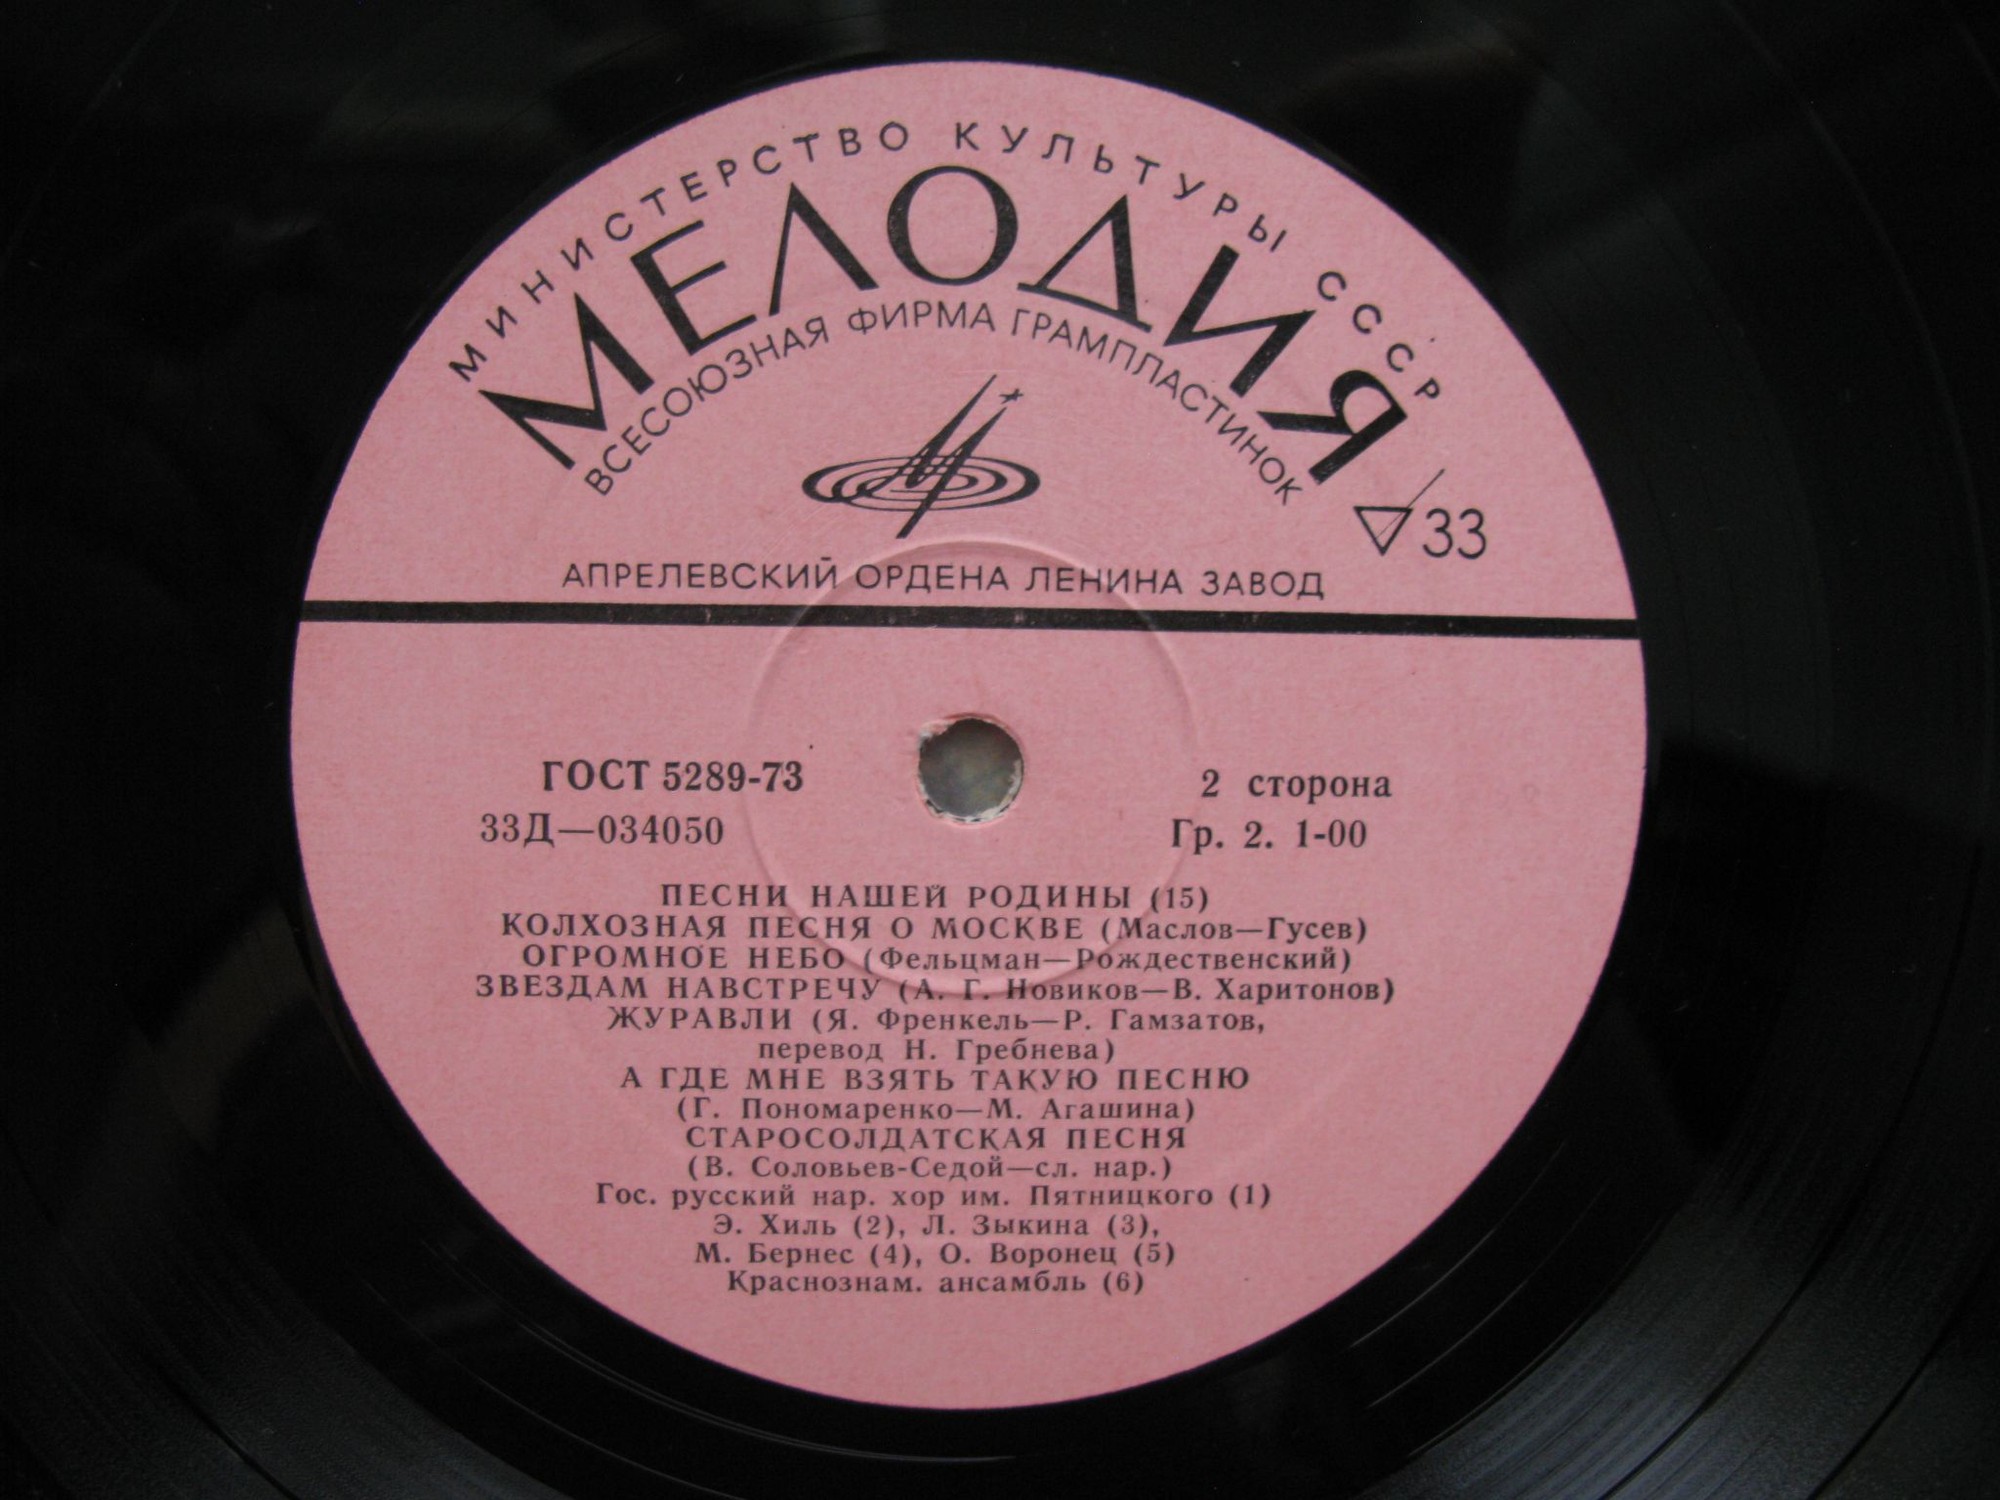 МИНИСТЕРСТВО КУЛЬТУРЫ СССР
МЕЛОДИЯ
ВСЕСОЮЗНАЯ ФИРМА ГРАМПЛАСТИНОК
33
АПРЕЛЕВСКИЙ ОРДЕНА ЛЕНИНА ЗАВОД
ГОСТ 5289-73
2 сторона
33Д—034050
Гр. 2. 1-00
ПЕСНИ НАШЕЙ РОДИНЫ (15)
КОЛХОЗНАЯ ПЕСНЯ О МОСКВЕ (Маслов—Гусев)
ОГРОМНОЕ НЕБО (Фельцман—Рождественский)
ЗВЕЗДАМ НАВСТРЕЧУ (А. Г. Новиков—В. Харитонов)
ЖУРАВЛИ (Я. Френкель—Р. Гамзатов,
перевод Н. Гребнева)
А ГДЕ МНЕ ВЗЯТЬ ТАКУЮ ПЕСНЮ
(Г. Пономаренко—М. Агашина)
СТАРОСОЛДАТСКАЯ ПЕСНЯ
(В. Соловьев-Седой—сл. нар.)
Гос. русский нар. хор им. Пятницкого (1)
Э. Хиль (2), Л. Зыкина (3),
М. Бернес (4), О. Воронец (5)
Краснознам. ансамбль (6)